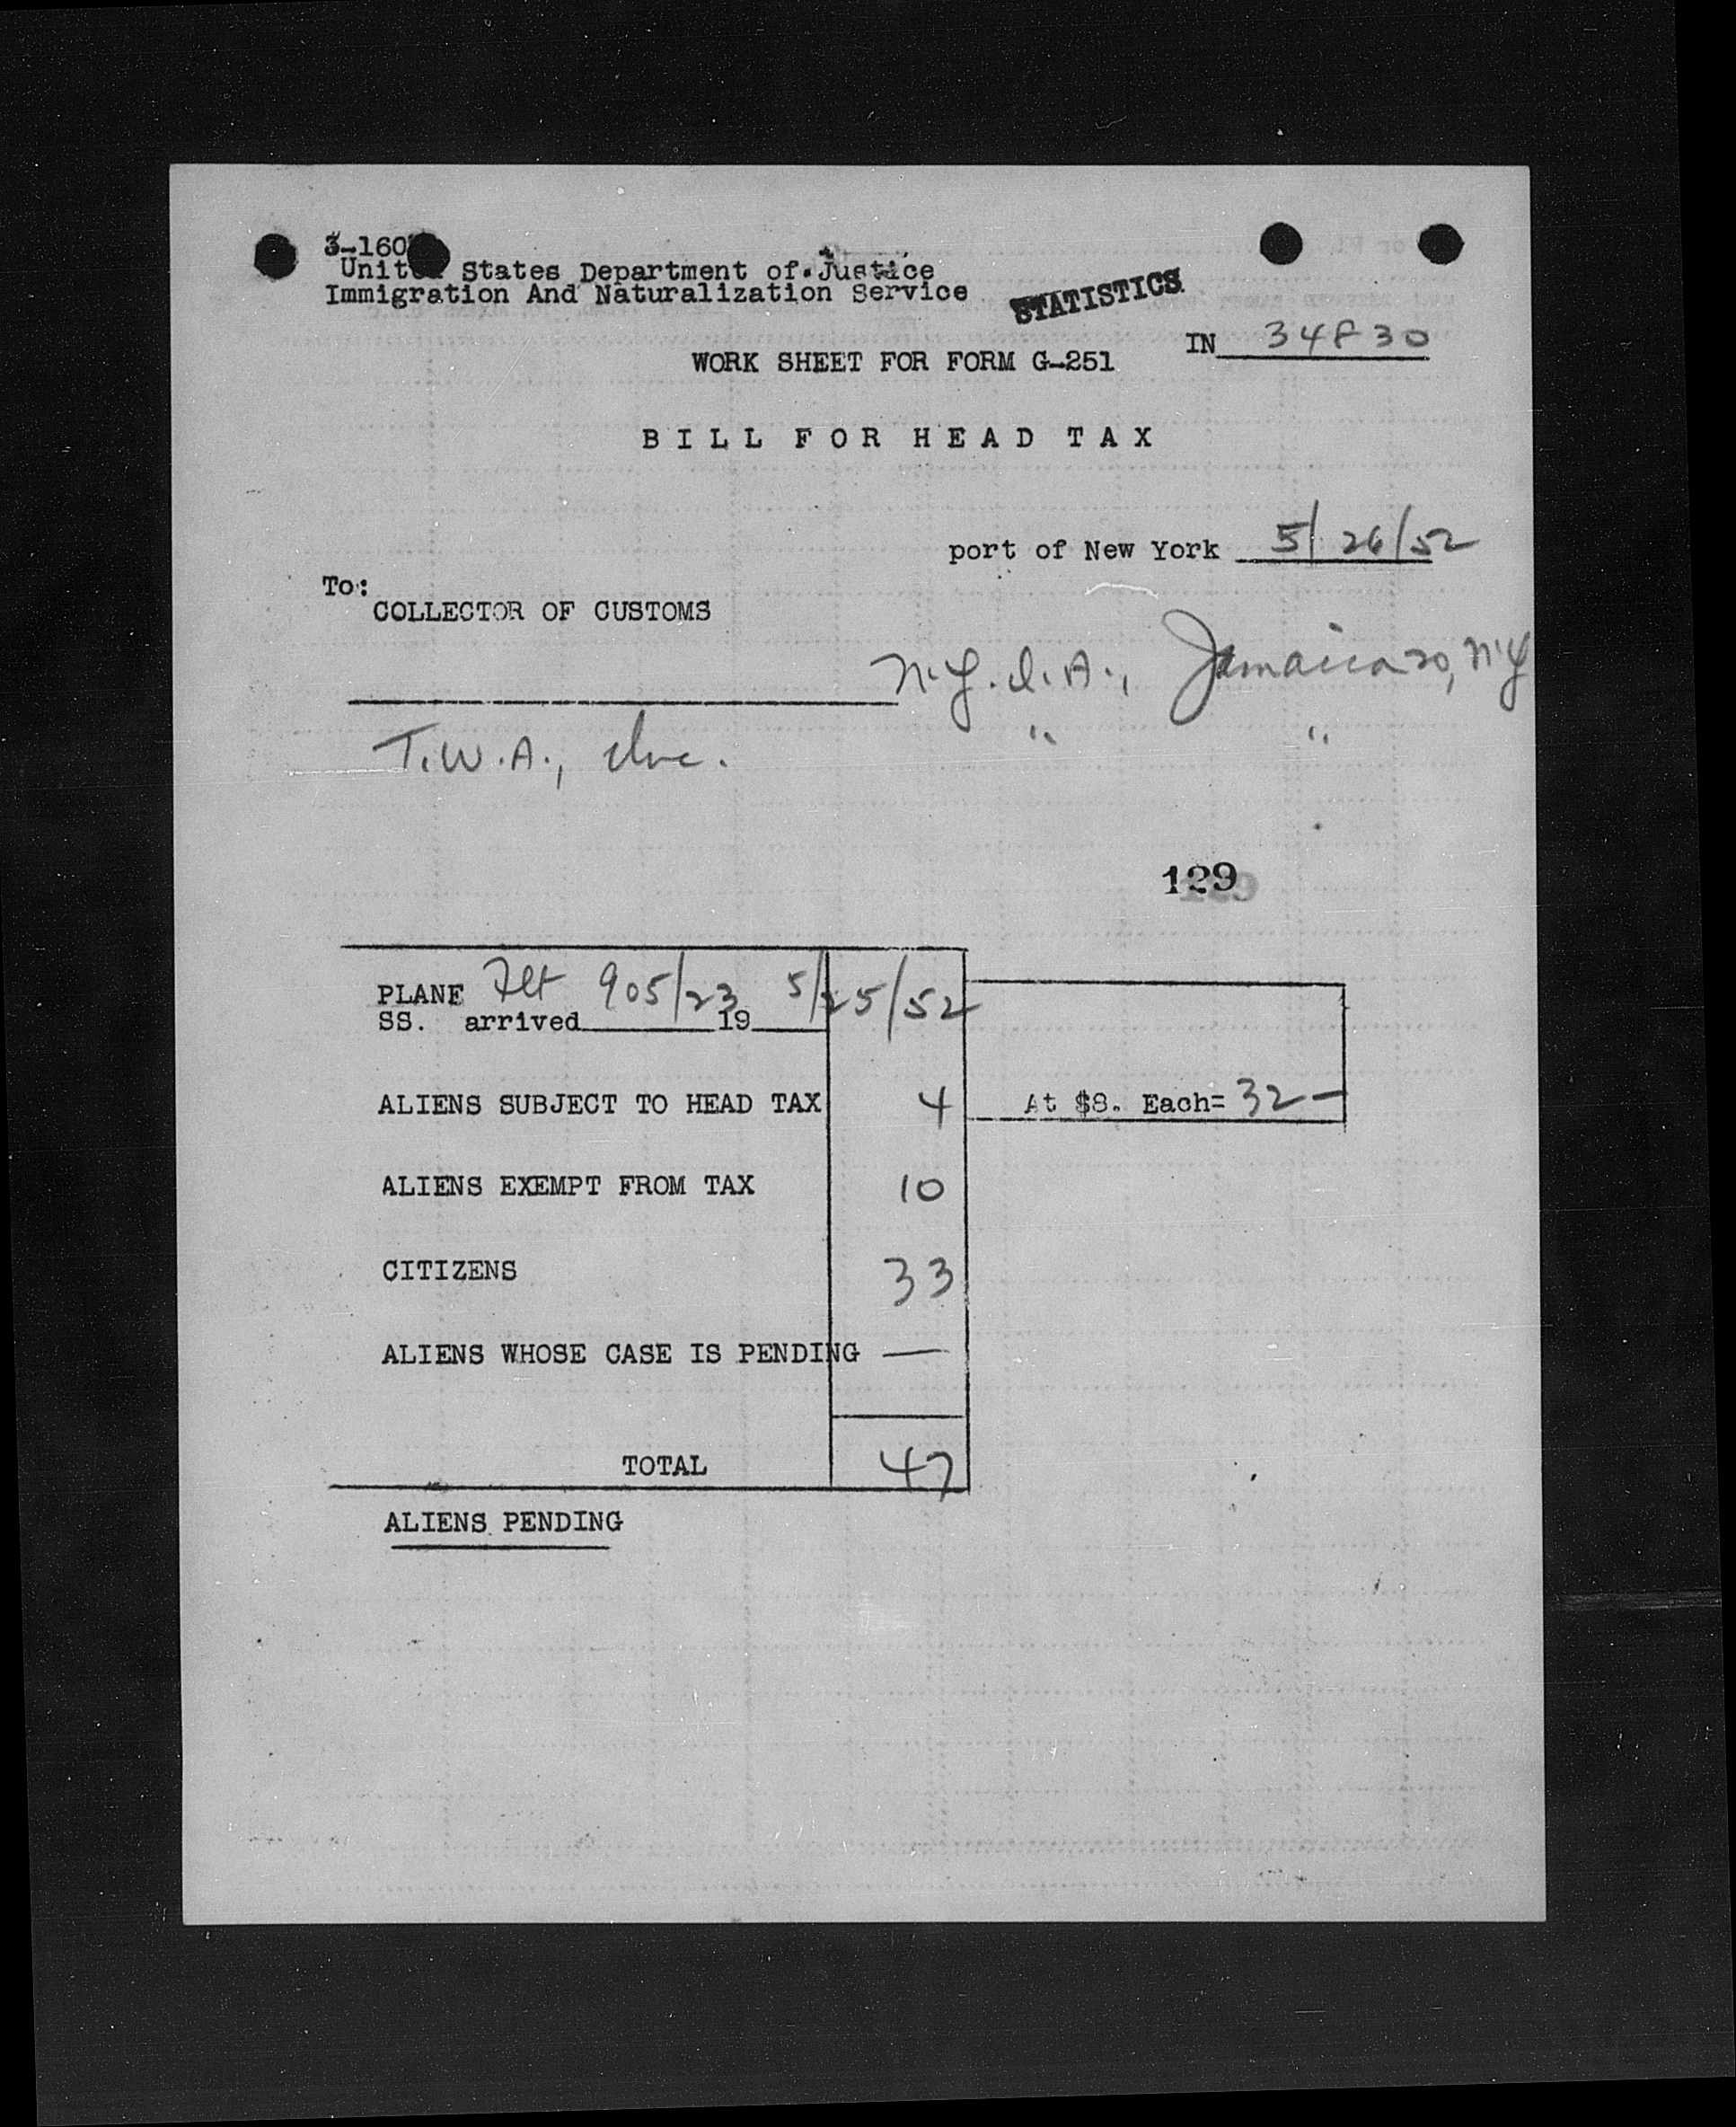 3-160
United States Department of Justice
Immigration And Naturalization Service
STATISTICS
IN 34830
WORK SHEET FOR FORM G-251
BILL FOR HEAD TAX
port of New York 5/26/52
To:
COLLECTOR OF CUSTOMS
N.Y.I.A., Jamaica 30, N.Y
T.W.A., Inc. " "
129
PLANE Flt 905/23 5/25/52
SS. arrived 19
ALIENS SUBJECT TO HEAD TAX 4 At $8. Each= 32-
ALIENS EXEMPT FROM TAX 10
CITIZENS 33
ALIENS WHOSE CASE IS PENDING —
TOTAL 47
ALIENS PENDING